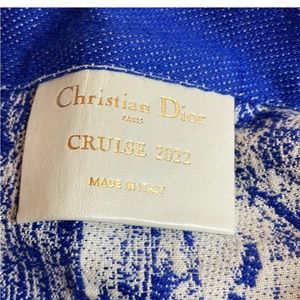 Christian Dior
PARIS
CRUISE 2022
MADE IN ITALY